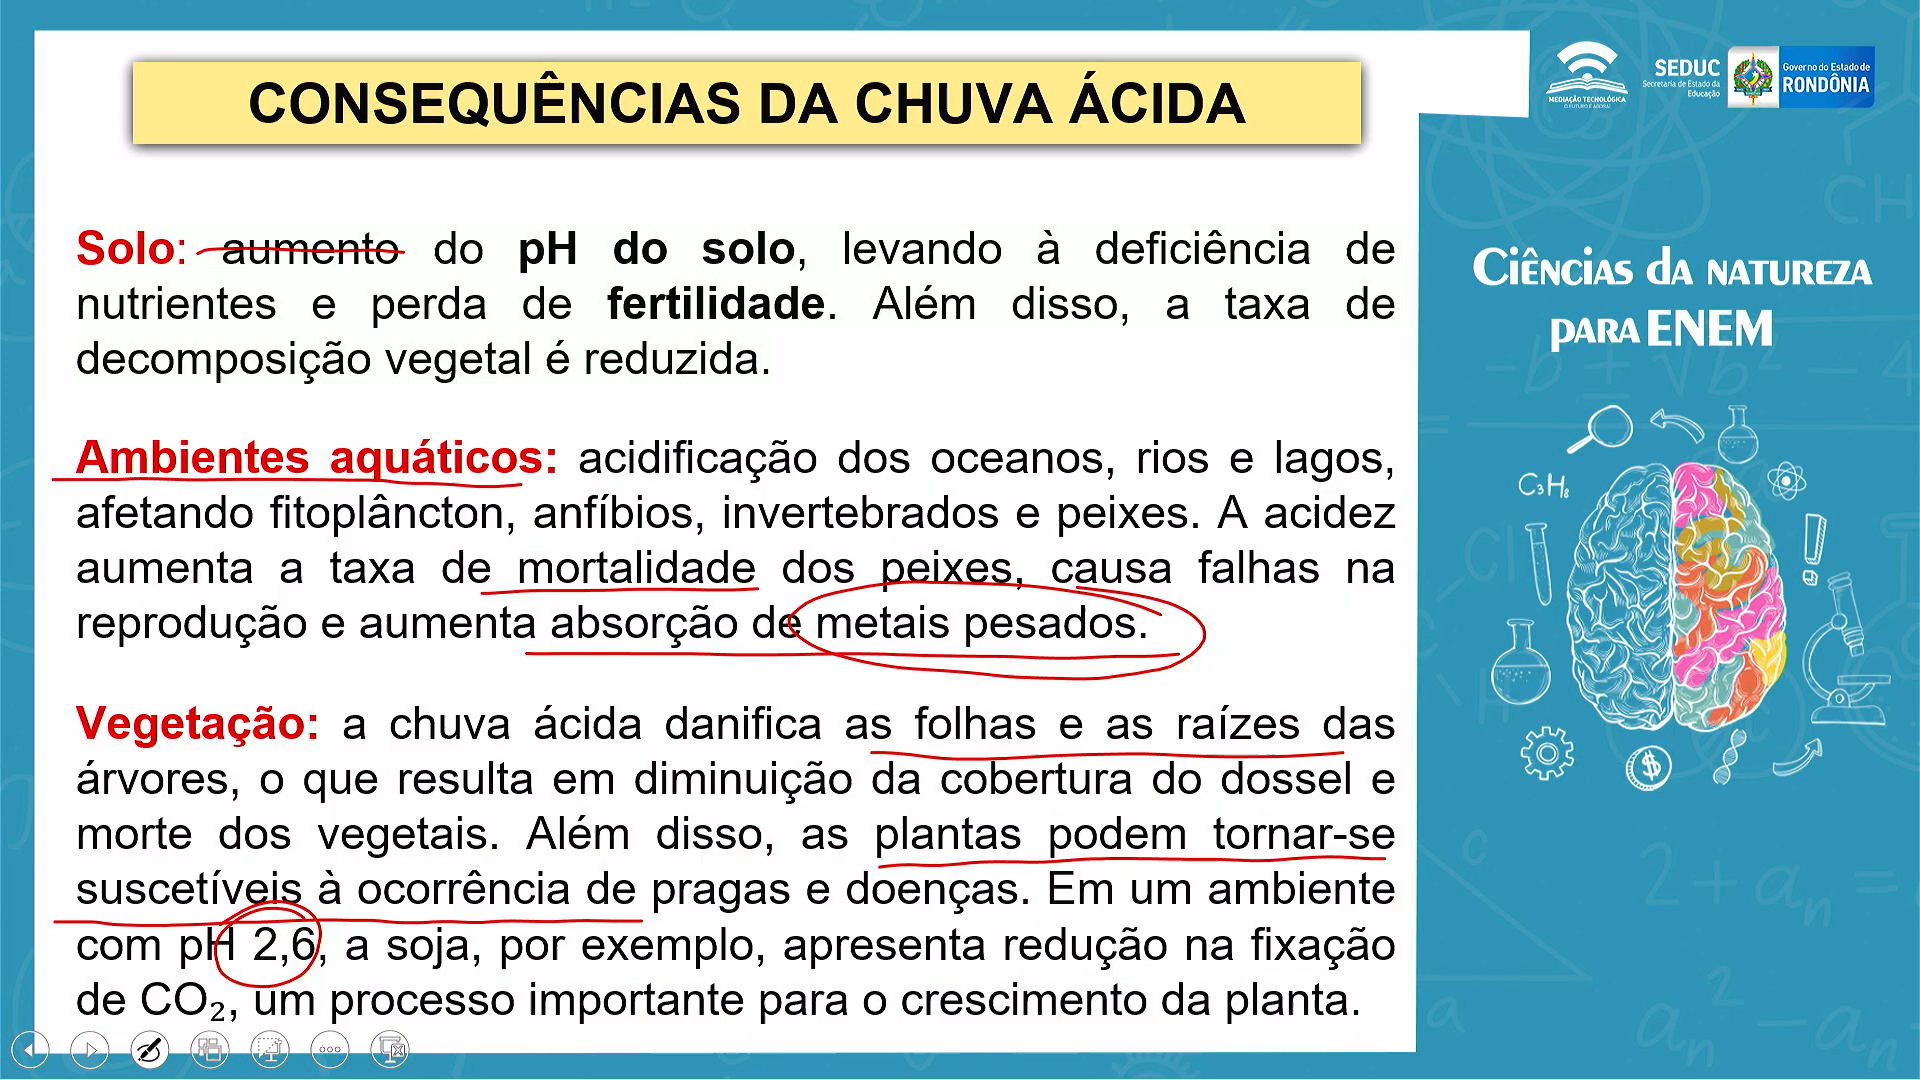 CONSEQUÊNCIAS DA CHUVA ÁCIDA
MEDIAÇÃO TECNOLÓGICA
SEDUC
Secretaria de Estado da
Educação
Governo do Estado de
RONDÔNIA
Solo: aumento do pH do solo, levando à deficiência de
nutrientes e perda de fertilidade. Além disso, a taxa de
decomposição vegetal é reduzida.
Ambientes aquáticos: acidificação dos oceanos, rios e lagos,
afetando fitoplâncton, anfíbios, invertebrados e peixes. A acidez
aumenta a taxa de mortalidade dos peixes, causa falhas na
reprodução e aumenta absorção de metais pesados.
Vegetação: a chuva ácida danifica as folhas e as raízes das
árvores, o que resulta em diminuição da cobertura do dossel e
morte dos vegetais. Além disso, as plantas podem tornar-se
suscetíveis à ocorrência de pragas e doenças. Em um ambiente
com pH 2,6, a soja, por exemplo, apresenta redução na fixação
de CO₂, um processo importante para o crescimento da planta.
Ciências da natureza
para ENEM
C₃H₈